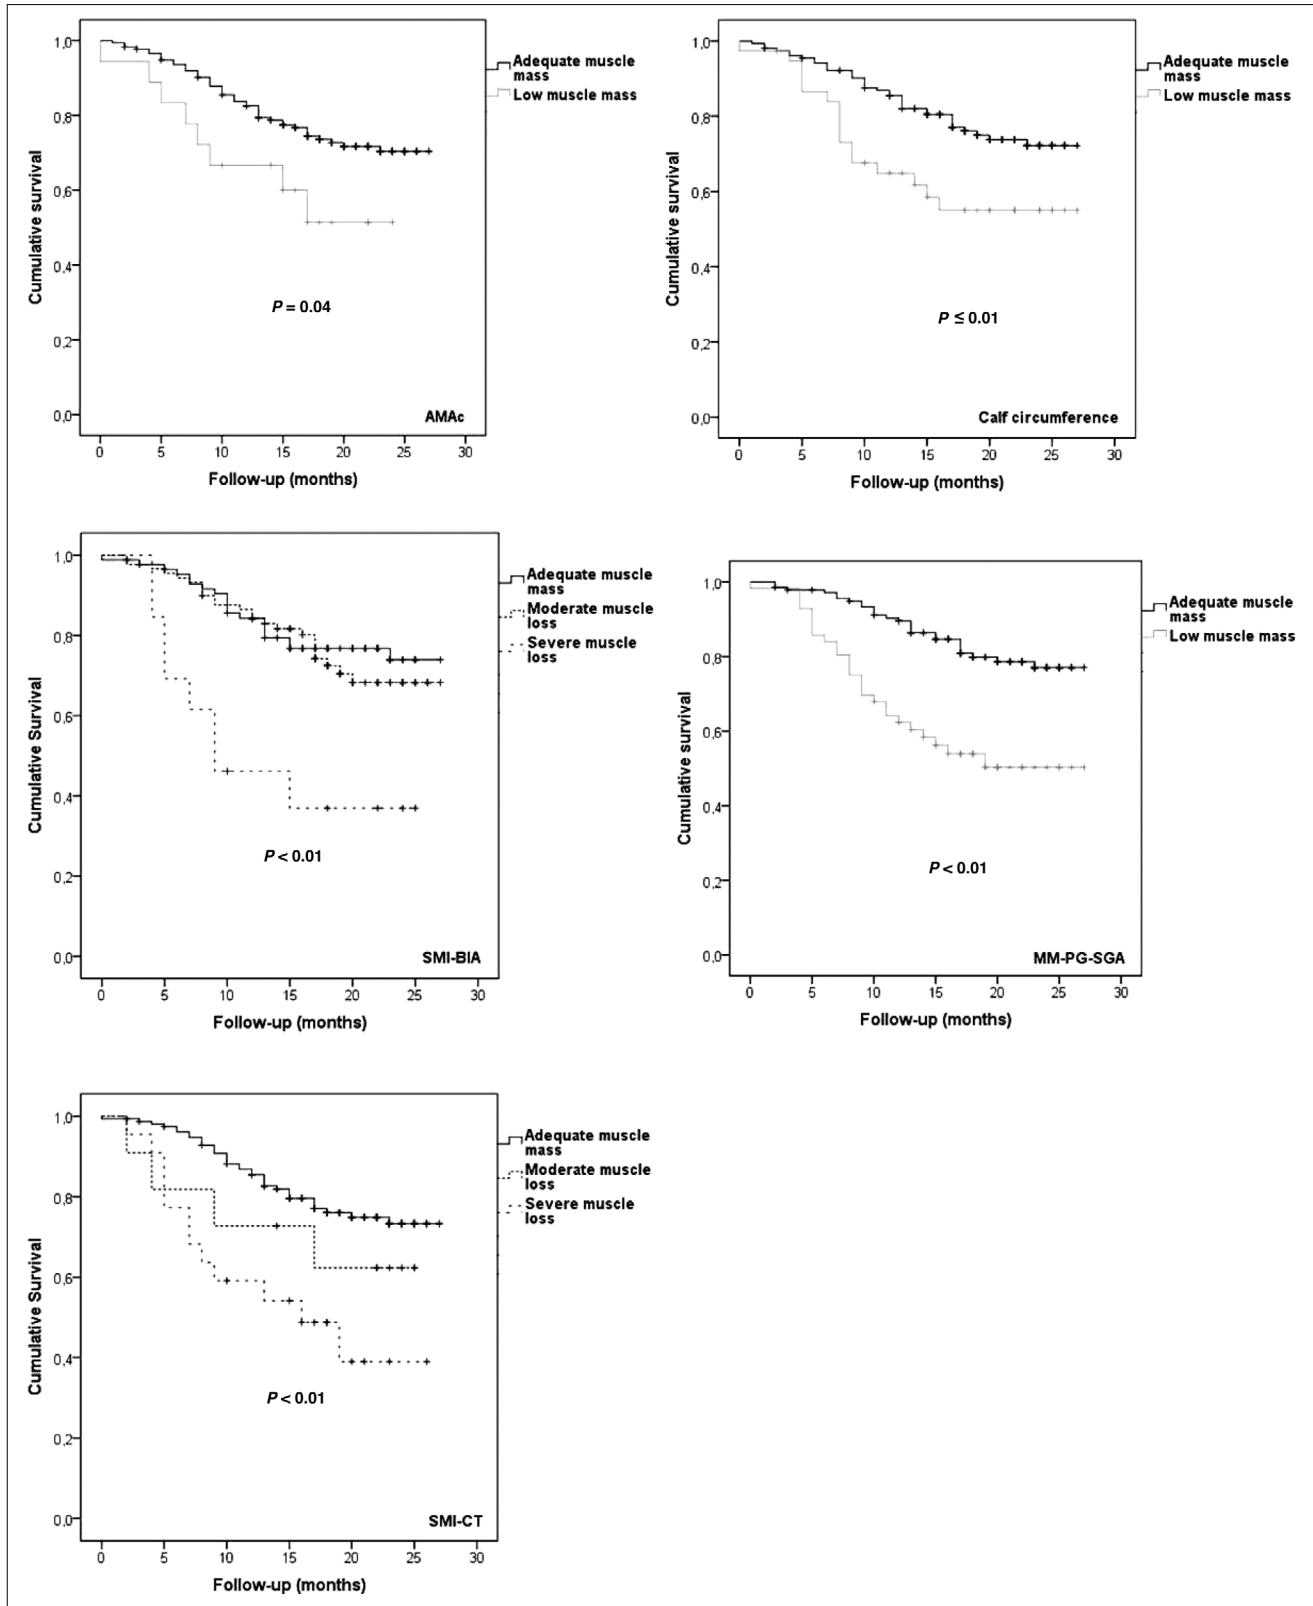 1,0
0,8
0,6
0,4
0,2
0,0
Cumulative survival
Adequate muscle
mass
Low muscle mass
P = 0.04
AMAc
0 5 10 15 20 25 30
Follow-up (months)
1,0
0,8
0,6
0,4
0,2
0,0
Cumulative survival
Adequate muscle
mass
Low muscle mass
P ≤ 0.01
Calf circumference
0 5 10 15 20 25 30
Follow-up (months)
1,0
0,8
0,6
0,4
0,2
0,0
Cumulative Survival
Adequate muscle
mass
Moderate muscle
loss
Severe muscle
loss
P < 0.01
SMI-BIA
0 5 10 15 20 25 30
Follow-up (months)
1,0
0,8
0,6
0,4
0,2
0,0
Cumulative survival
Adequate muscle
mass
Low muscle mass
P < 0.01
MM-PG-SGA
0 5 10 15 20 25 30
Follow-up (months)
1,0
0,8
0,6
0,4
0,2
0,0
Cumulative Survival
Adequate muscle
mass
Moderate muscle
loss
Severe muscle
loss
P < 0.01
SMI-CT
0 5 10 15 20 25 30
Follow-up (months)